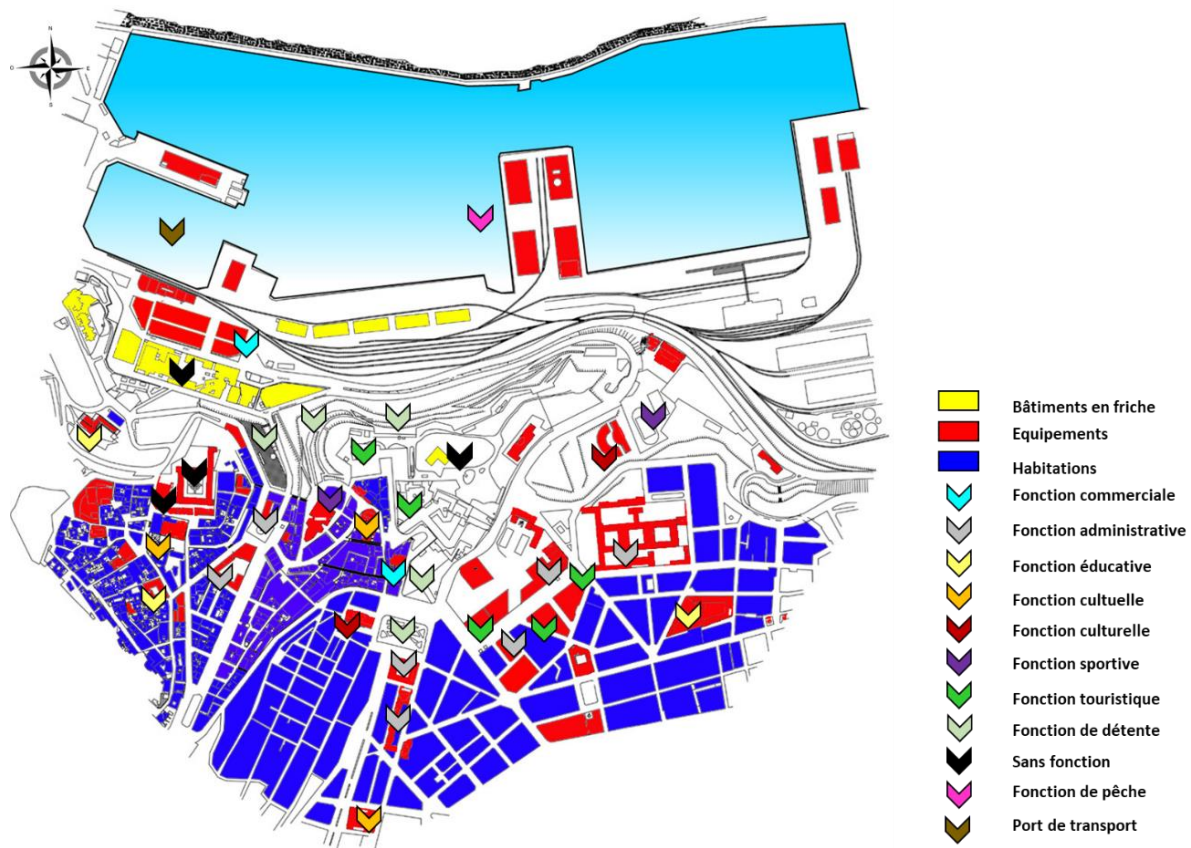 N
O
E
S
Bâtiments en friche
Equipements
Habitations
Fonction commerciale
Fonction administrative
Fonction éducative
Fonction cultuelle
Fonction culturelle
Fonction sportive
Fonction touristique
Fonction de détente
Sans fonction
Fonction de pêche
Port de transport